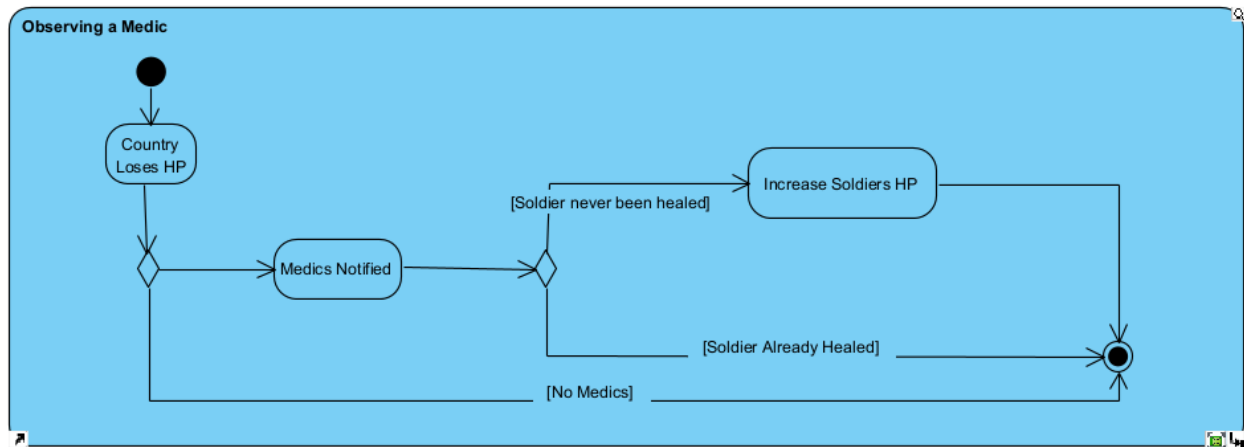 Observing a Medic
Country
Loses HP
Increase Soldiers HP
[Soldier never been healed]
Medics Notified
[Soldier Already Healed]
[No Medics]